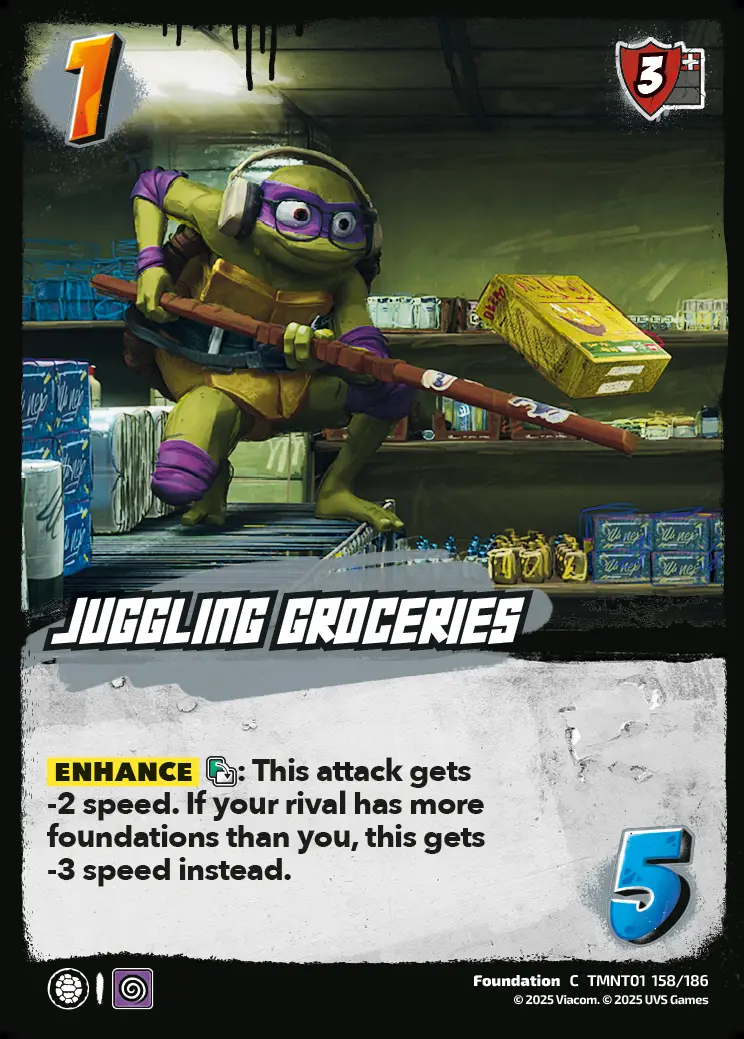 1
3
JUGGLING GROCERIES
ENHANCE : This attack gets
-2 speed. If your rival has more
foundations than you, this gets
-3 speed instead.
5
Foundation C TMNT01 158/186
© 2025 Viacom. © 2025 UVS Games